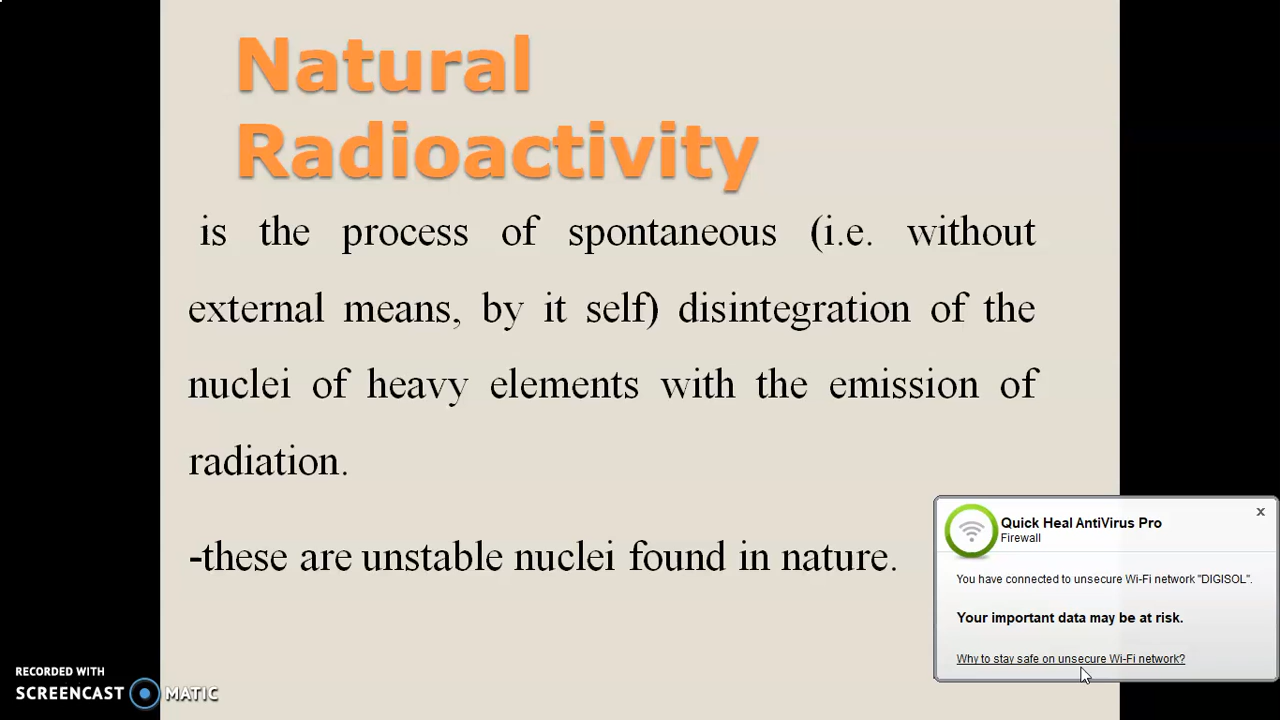 Natural
Radioactivity
is the process of spontaneous (i.e. without
external means, by it self) disintegration of the
nuclei of heavy elements with the emission of
radiation.
-these are unstable nuclei found in nature.
Quick Heal AntiVirus Pro
x
Firewall
You have connected to unsecure Wi-Fi network "DIGISOL".
Your important data may be at risk.
Why to stay safe on unsecure Wi-Fi network?
RECORDED WITH
SCREENCAST MATIC